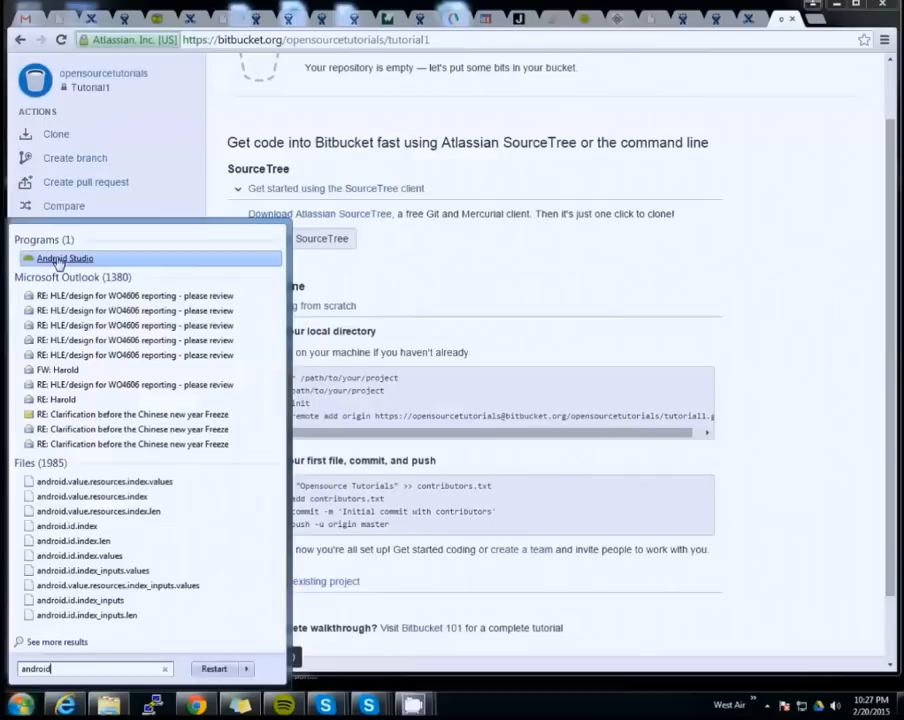 Atlassian, Inc. [US] https://bitbucket.org/opensourcetutorials/tutorial1
opensourcetutorials
Tutorial1
ACTIONS
Clone
Create branch
Create pull request
Compare
Your repository is empty — let's put some bits in your bucket.
Get code into Bitbucket fast using Atlassian SourceTree or the command line
SourceTree
Get started using the SourceTree client
Download Atlassian SourceTree, a free Git and Mercurial client. Then it's just one click to clone!
SourceTree
ne
g from scratch
ur local directory
on your machine if you haven't already
/path/to/your/project
path/to/your/project
init
remote add origin https://opensourcetutorials@bitbucket.org/opensourcetutorials/tutorial1.g
ur first file, commit, and push
"Opensource Tutorials" >> contributors.txt
add contributors.txt
commit -m 'Initial commit with contributors'
push -u origin master
now you're all set up! Get started coding or create a team and invite people to work with you.
existing project
ete walkthrough? Visit Bitbucket 101 for a complete tutorial
Programs (1)
Android Studio
Microsoft Outlook (1380)
RE: HLE/design for WO4606 reporting - please review
RE: HLE/design for WO4606 reporting - please review
RE: HLE/design for WO4606 reporting - please review
RE: HLE/design for WO4606 reporting - please review
RE: HLE/design for WO4606 reporting - please review
FW: Harold
RE: HLE/design for WO4606 reporting - please review
RE: Harold
RE: Clarification before the Chinese new year Freeze
RE: Clarification before the Chinese new year Freeze
RE: Clarification before the Chinese new year Freeze
Files (1985)
android.value.resources.index.values
android.value.resources.index
android.value.resources.index.len
android.id.index
android.id.index.len
android.id.index.values
android.id.index_inputs.values
android.value.resources.index_inputs.values
android.id.index_inputs
android.id.index_inputs.len
See more results
android
Restart
West Air
10:27 PM
2/20/2015